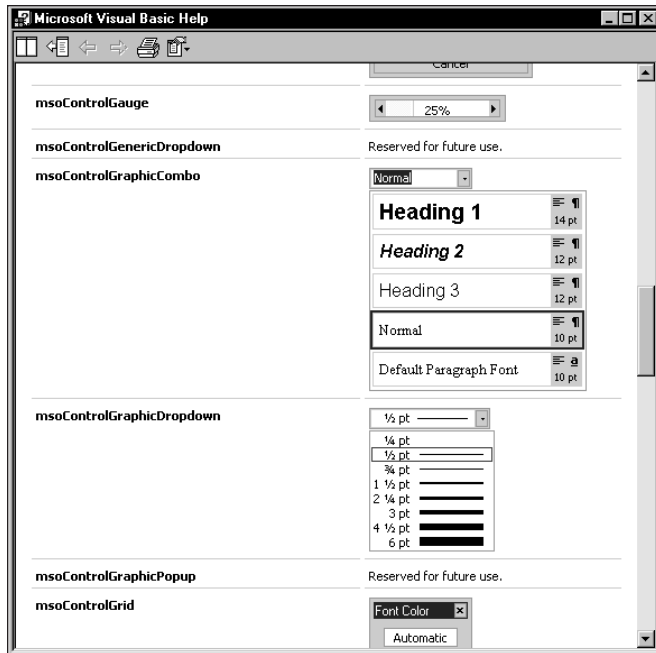 Microsoft Visual Basic Help
Cancel
msoControlGauge
25%
msoControlGenericDropdown
Reserved for future use.
msoControlGraphicCombo
Normal
Heading 1
¶
14 pt
Heading 2
¶
12 pt
Heading 3
¶
12 pt
Normal
¶
10 pt
Default Paragraph Font
a
10 pt
msoControlGraphicDropdown
½ pt
¼ pt
½ pt
¾ pt
1 ½ pt
2 ¼ pt
3 pt
4 ½ pt
6 pt
msoControlGraphicPopup
Reserved for future use.
msoControlGrid
Font Color
Automatic